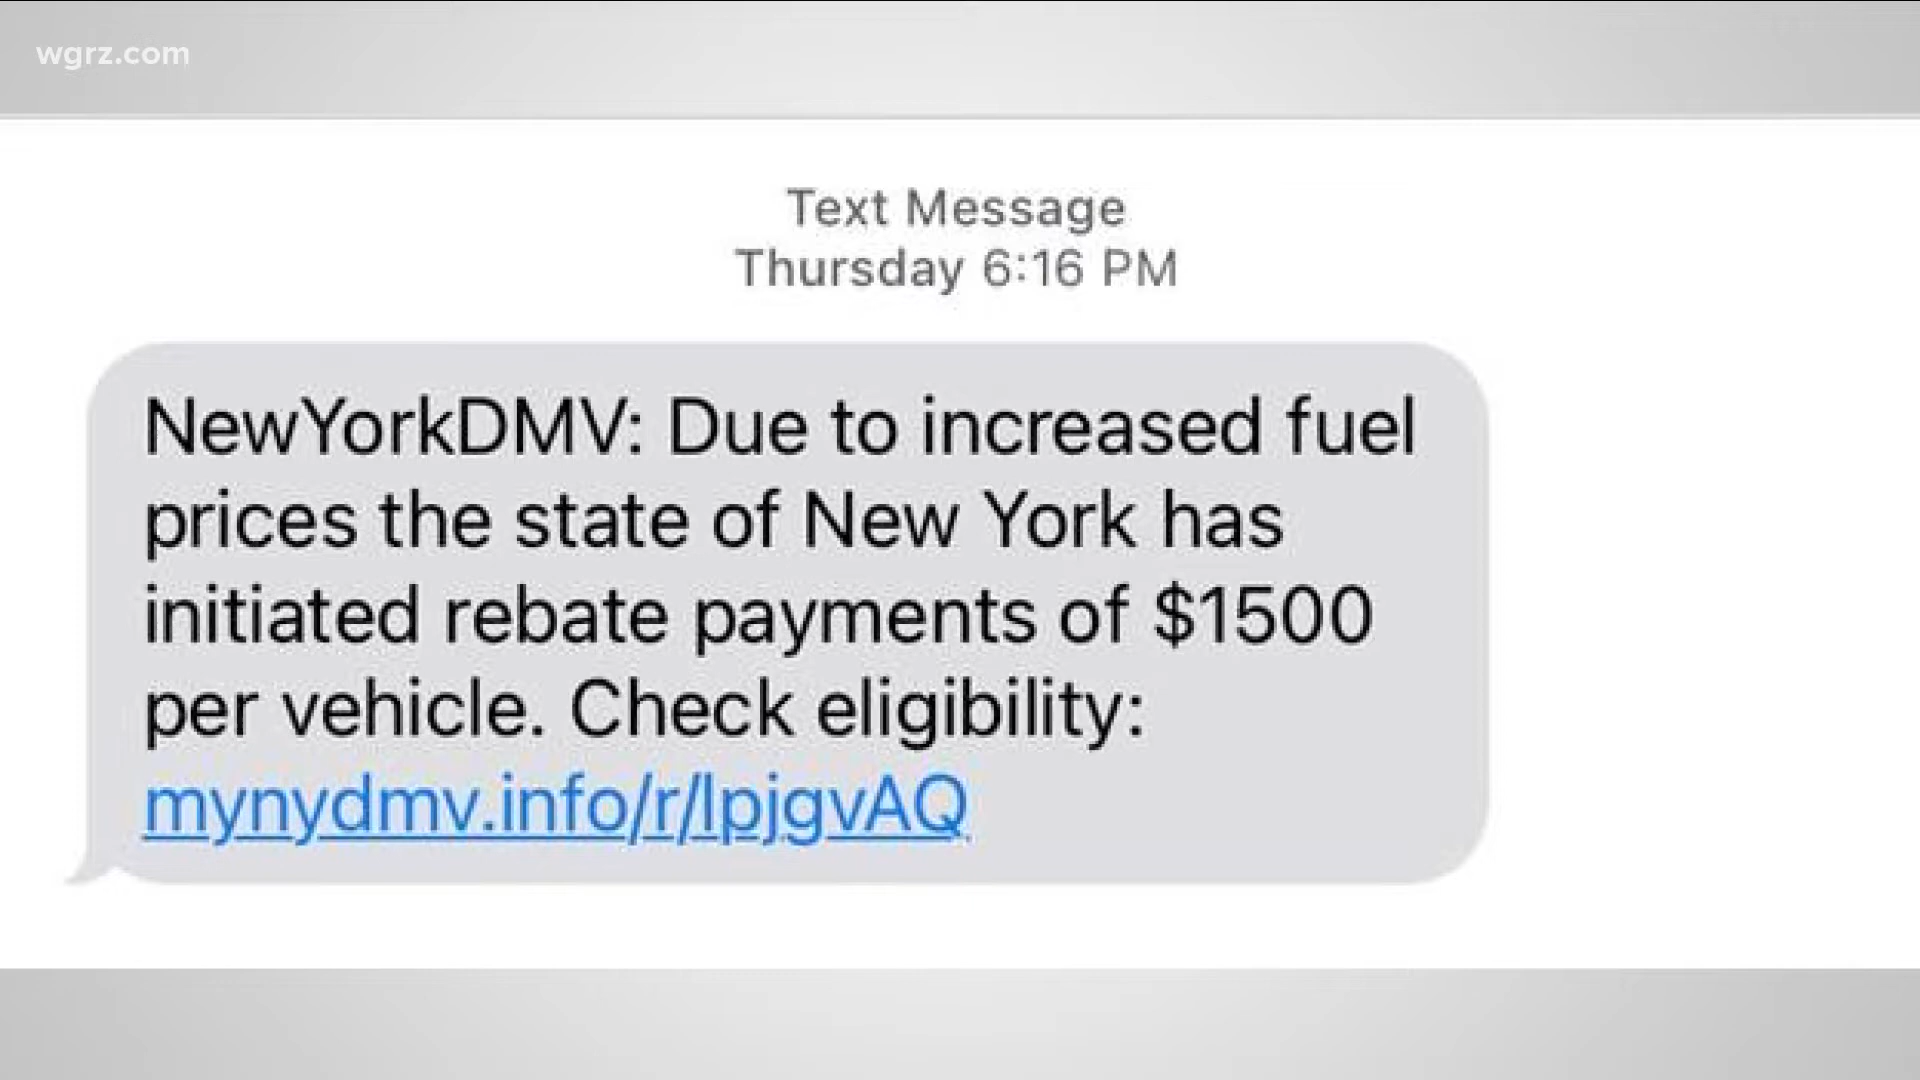 wgrz.com
Text Message
Thursday 6:16 PM
NewYorkDMV: Due to increased fuel
prices the state of New York has
initiated rebate payments of $1500
per vehicle. Check eligibility:
mynydmv.info/r/lpjgvAQ